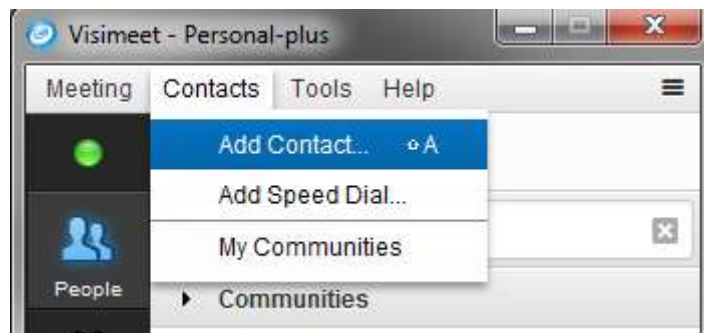 Visimeet - Personal-plus
Meeting Contacts Tools Help
Add Contact... ⇧A
Add Speed Dial...
My Communities
People
Communities